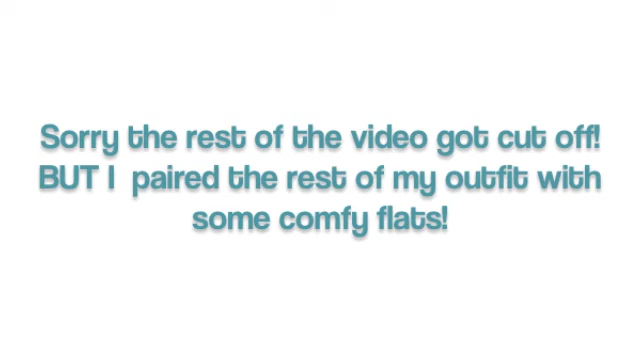 Sorry the rest of the video got cut off!
BUT I  paired the rest of my outfit with
some comfy flats!